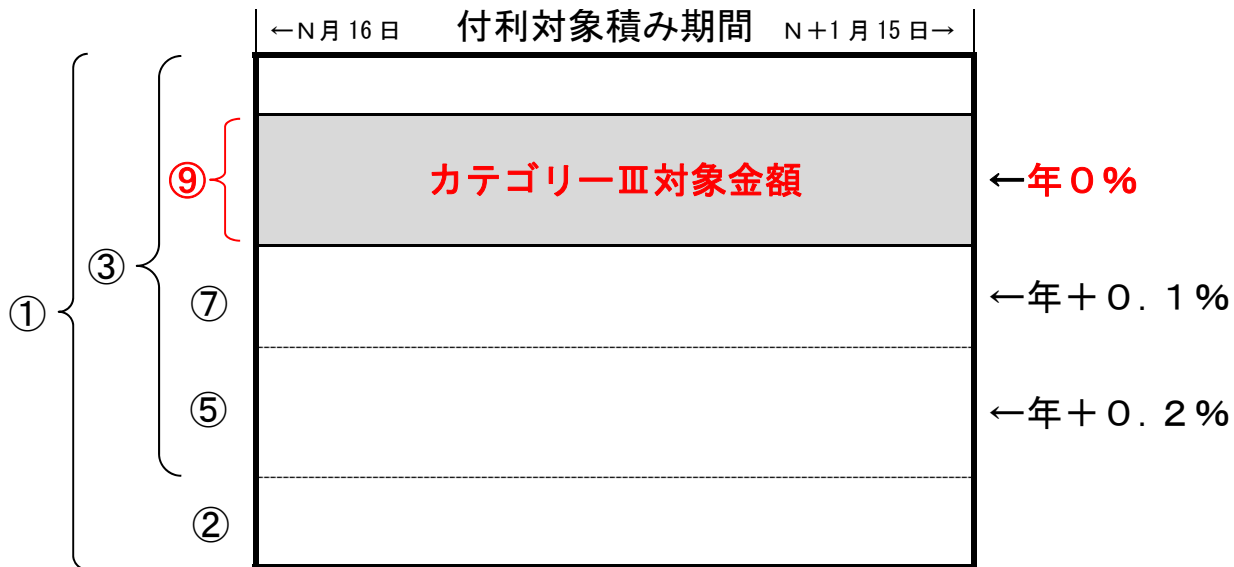 ←N月16日 付利対象積み期間 N+1月15日→
⑨ カテゴリーⅢ対象金額 ←年０％
③
① ⑦ ←年＋０．１％
⑤ ←年＋０．２％
②